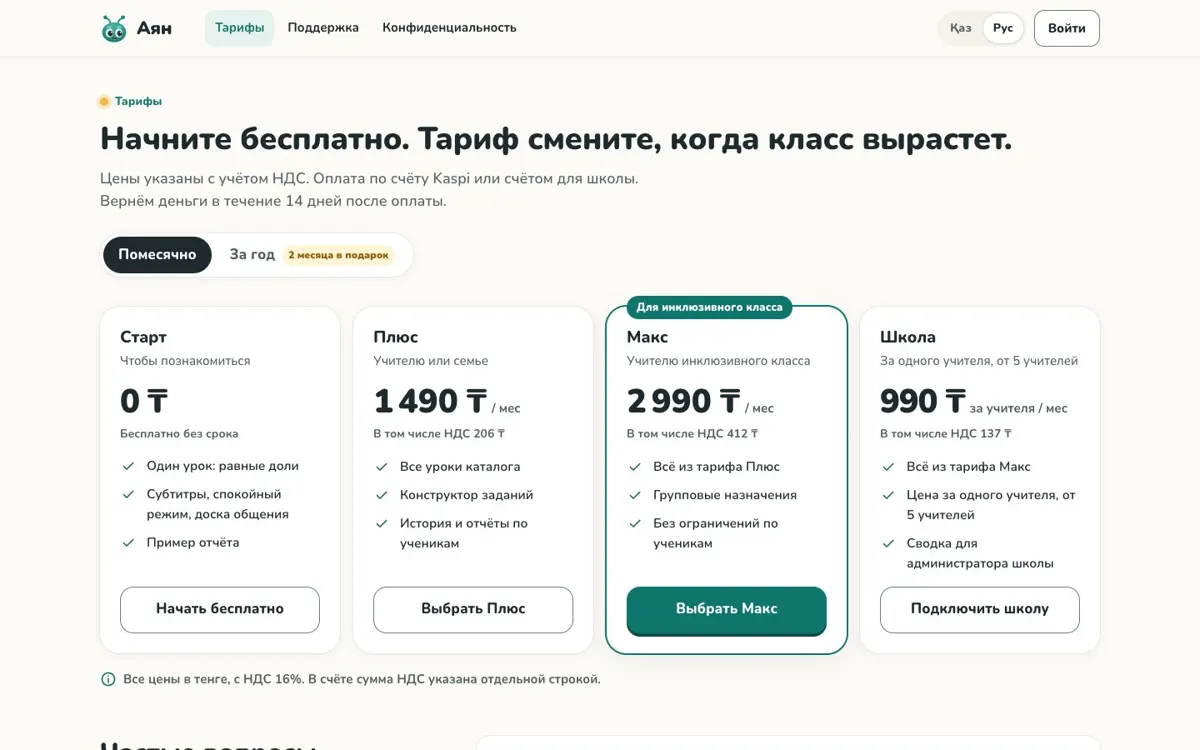 Аян
Тарифы
Поддержка
Конфиденциальность
Қаз
Рус
Войти
Тарифы
Начните бесплатно. Тариф смените, когда класс вырастет.
Цены указаны с учётом НДС. Оплата по счёту Kaspi или счётом для школы.
Вернём деньги в течение 14 дней после оплаты.
Помесячно
За год
2 месяца в подарок
Старт
Чтобы познакомиться
0 ₸
Бесплатно без срока
Один урок: равные доли
Субтитры, спокойный
режим, доска общения
Пример отчёта
Начать бесплатно
Плюс
Учителю или семье
1 490 ₸ / мес
В том числе НДС 206 ₸
Все уроки каталога
Конструктор заданий
История и отчёты по
ученикам
Выбрать Плюс
Для инклюзивного класса
Макс
Учителю инклюзивного класса
2 990 ₸ / мес
В том числе НДС 412 ₸
Всё из тарифа Плюс
Групповые назначения
Без ограничений по
ученикам
Выбрать Макс
Школа
За одного учителя, от 5 учителей
990 ₸ за учителя / мес
В том числе НДС 137 ₸
Всё из тарифа Макс
Цена за одного учителя, от
5 учителей
Сводка для
администратора школы
Подключить школу
Все цены в тенге, с НДС 16%. В счёте сумма НДС указана отдельной строкой.
Частые вопросы